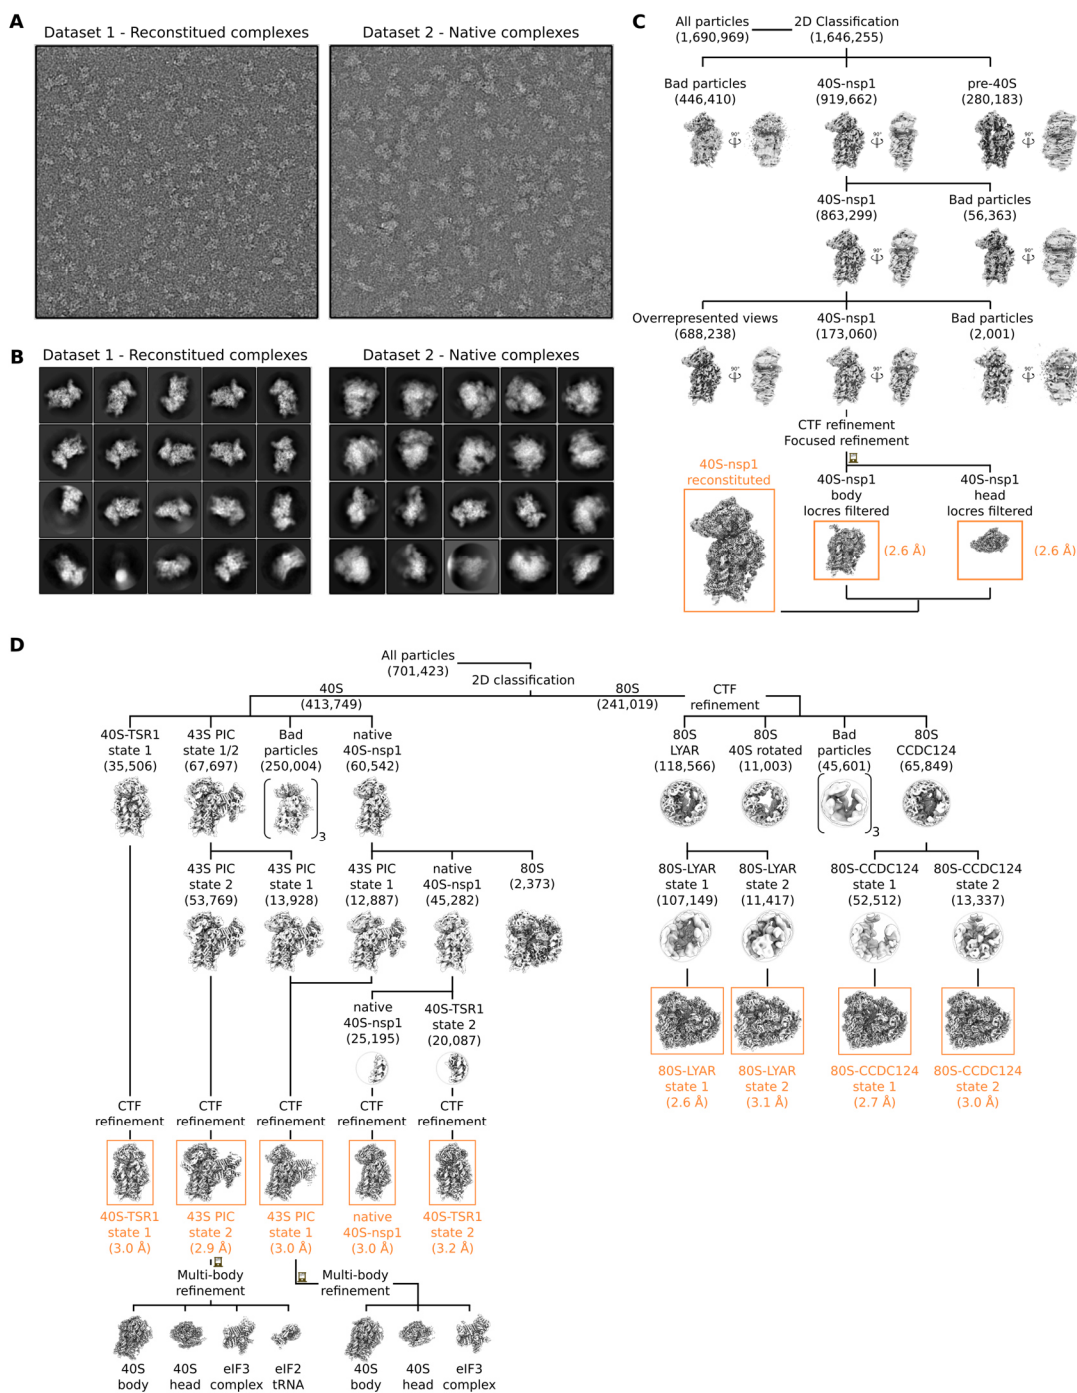 A
Dataset 1 - Reconstitued complexes
Dataset 2 - Native complexes
B
Dataset 1 - Reconstitued complexes
Dataset 2 - Native complexes
C
All particles
(1,690,969)
2D Classification
(1,646,255)
Bad particles
(446,410)
40S-nsp1
(919,662)
pre-40S
(280,183)
90°
90°
90°
40S-nsp1
(863,299)
Bad particles
(56,363)
90°
90°
Overrepresented views
(688,238)
40S-nsp1
(173,060)
Bad particles
(2,001)
90°
90°
90°
CTF refinement
Focused refinement
40S-nsp1
reconstituted
40S-nsp1
body
locres filtered
(2.6 Å)
40S-nsp1
head
locres filtered
(2.6 Å)
D
All particles
(701,423)
2D classification
40S
(413,749)
80S
(241,019)
CTF
refinement
40S-TSR1
state 1
(35,506)
43S PIC
state 1/2
(67,697)
Bad
particles
(250,004)
3
native
40S-nsp1
(60,542)
80S
LYAR
(118,566)
80S
40S rotated
(11,003)
Bad
particles
(45,601)
3
80S
CCDC124
(65,849)
43S PIC
state 2
(53,769)
43S PIC
state 1
(13,928)
43S PIC
state 1
(12,887)
native
40S-nsp1
(45,282)
80S
(2,373)
80S-LYAR
state 1
(107,149)
80S-LYAR
state 2
(11,417)
80S-CCDC124
state 1
(52,512)
80S-CCDC124
state 2
(13,337)
native
40S-nsp1
(25,195)
40S-TSR1
state 2
(20,087)
80S-LYAR
state 1
(2.6 Å)
80S-LYAR
state 2
(3.1 Å)
80S-CCDC124
state 1
(2.7 Å)
80S-CCDC124
state 2
(3.0 Å)
CTF
refinement
CTF
refinement
CTF
refinement
CTF
refinement
CTF
refinement
40S-TSR1
state 1
(3.0 Å)
43S PIC
state 2
(2.9 Å)
43S PIC
state 1
(3.0 Å)
native
40S-nsp1
(3.0 Å)
40S-TSR1
state 2
(3.2 Å)
Multi-body
refinement
Multi-body
refinement
40S
body
40S
head
eIF3
complex
eIF2
tRNA
40S
body
40S
head
eIF3
complex